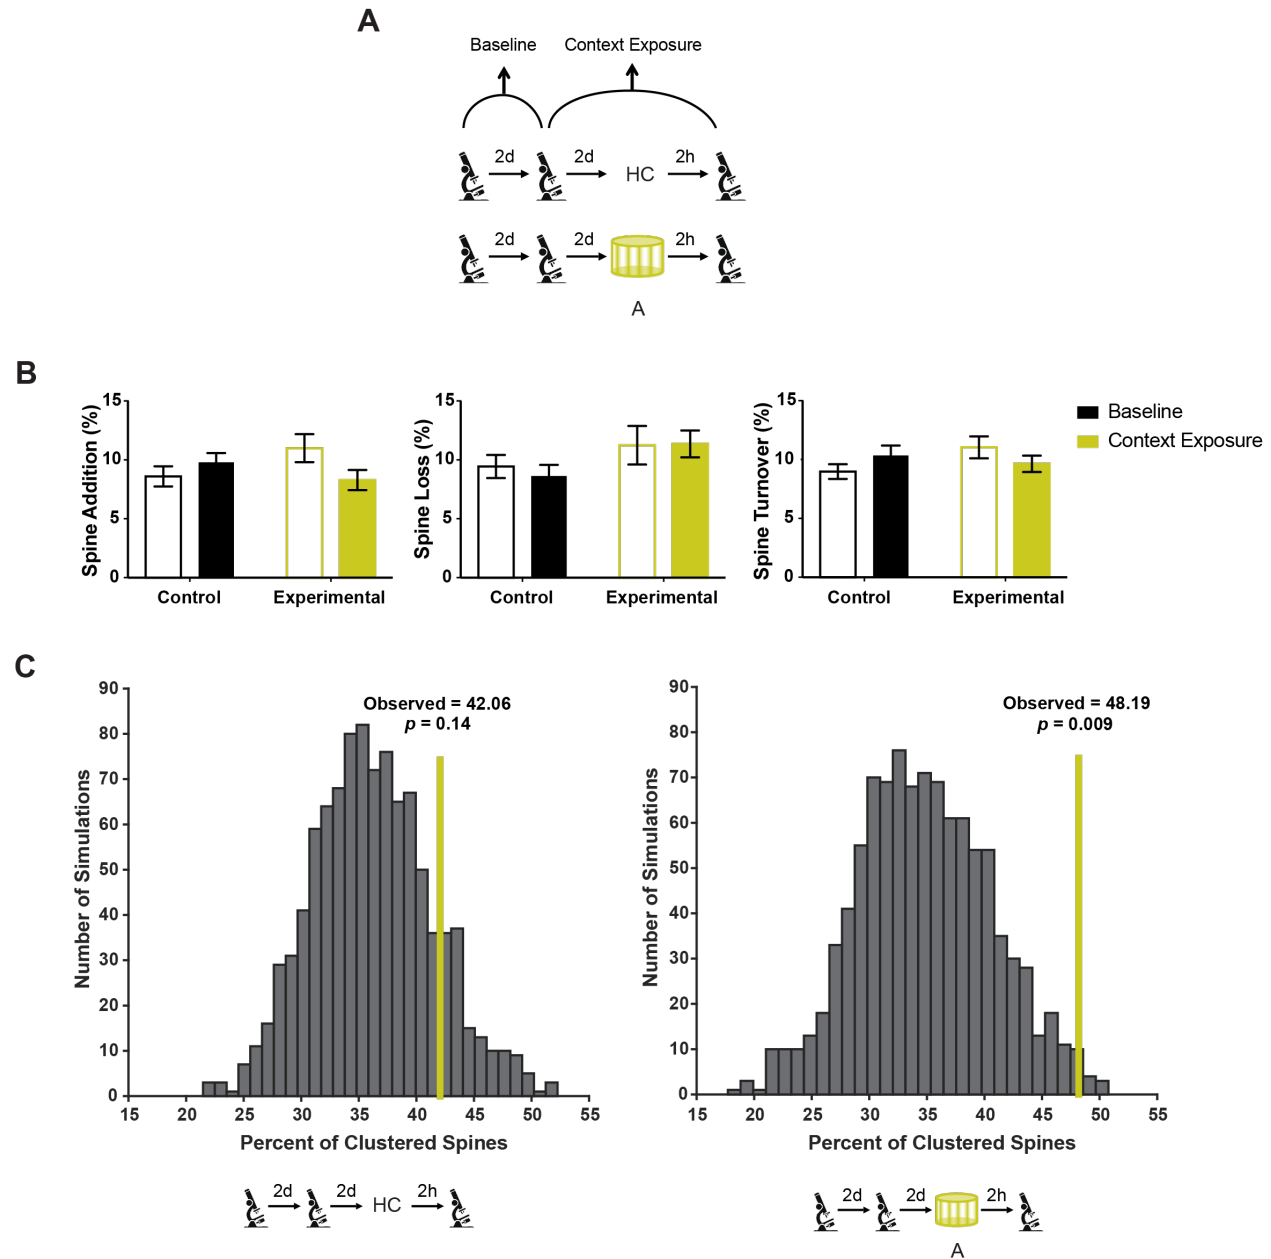 A
Baseline
Context Exposure
2d
2d
HC
2h
2d
2d
2h
A
B
Spine Addition (%)
15
10
5
0
Control
Experimental
Spine Loss (%)
15
10
5
0
Control
Experimental
Spine Turnover (%)
15
10
5
0
Control
Experimental
Baseline
Context Exposure
C
Number of Simulations
90
80
70
60
50
40
30
20
10
0
Observed = 42.06
p = 0.14
15 20 25 30 35 40 45 50 55
Percent of Clustered Spines
2d
2d
HC
2h
Number of Simulations
90
80
70
60
50
40
30
20
10
0
Observed = 48.19
p = 0.009
15 20 25 30 35 40 45 50 55
Percent of Clustered Spines
2d
2d
2h
A